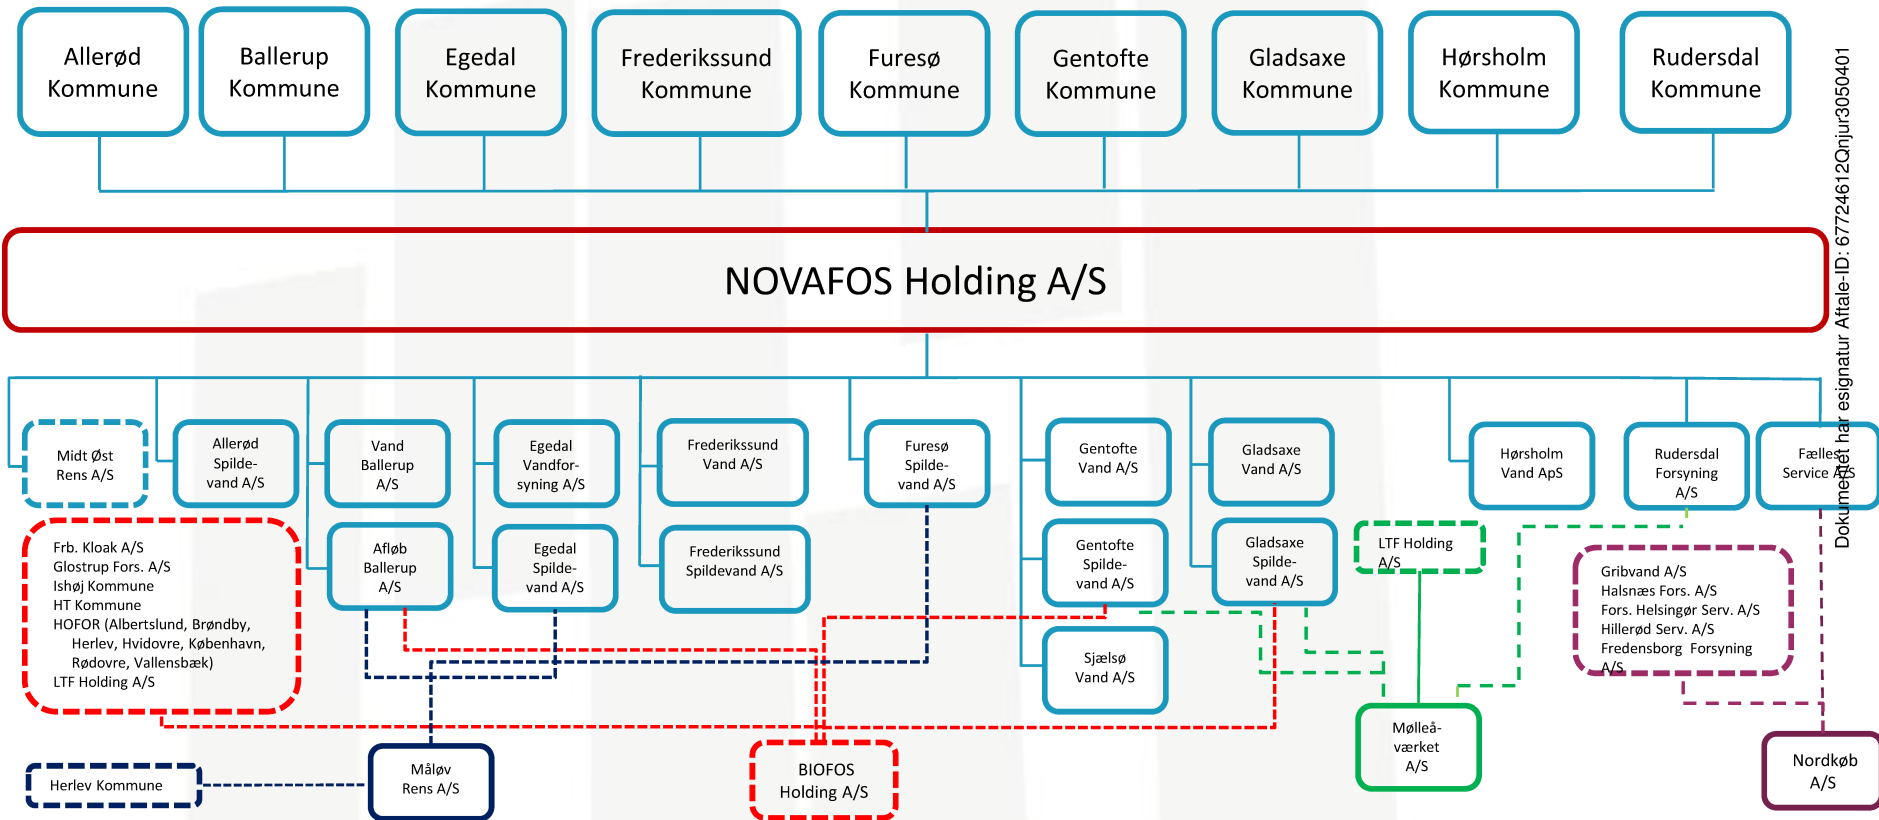 Allerød
Kommune
Ballerup
Kommune
Egedal
Kommune
Frederikssund
Kommune
Furesø
Kommune
Gentofte
Kommune
Gladsaxe
Kommune
Hørsholm
Kommune
Rudersdal
Kommune
NOVAFOS Holding A/S
Midt Øst
Rens A/S
Allerød
Spilde-
vand A/S
Vand
Ballerup
A/S
Egedal
Vandfor-
syning A/S
Frederikssund
Vand A/S
Furesø
Spilde-
vand A/S
Gentofte
Vand A/S
Gladsaxe
Vand A/S
Hørsholm
Vand ApS
Rudersdal
Forsyning
A/S
Fælles
Service A/S
Frb. Kloak A/S
Glostrup Fors. A/S
Ishøj Kommune
HT Kommune
HOFOR (Albertslund, Brøndby,
Herlev, Hvidovre, København,
Rødovre, Vallensbæk)
LTF Holding A/S
Afløb
Ballerup
A/S
Egedal
Spilde-
vand A/S
Frederikssund
Spildevand A/S
Gentofte
Spilde-
vand A/S
Gladsaxe
Spilde-
vand A/S
LTF Holding
A/S
Gribvand A/S
Halsnæs Fors. A/S
Fors. Helsingør Serv. A/S
Hillerød Serv. A/S
Fredensborg Forsyning
A/S
Sjælsø
Vand A/S
Herlev Kommune
Måløv
Rens A/S
BIOFOS
Holding A/S
Mølleå-
værket
A/S
Nordkøb
A/S
Dokumentet har esignatur Aftale-ID: 67724612Qnjur3050401